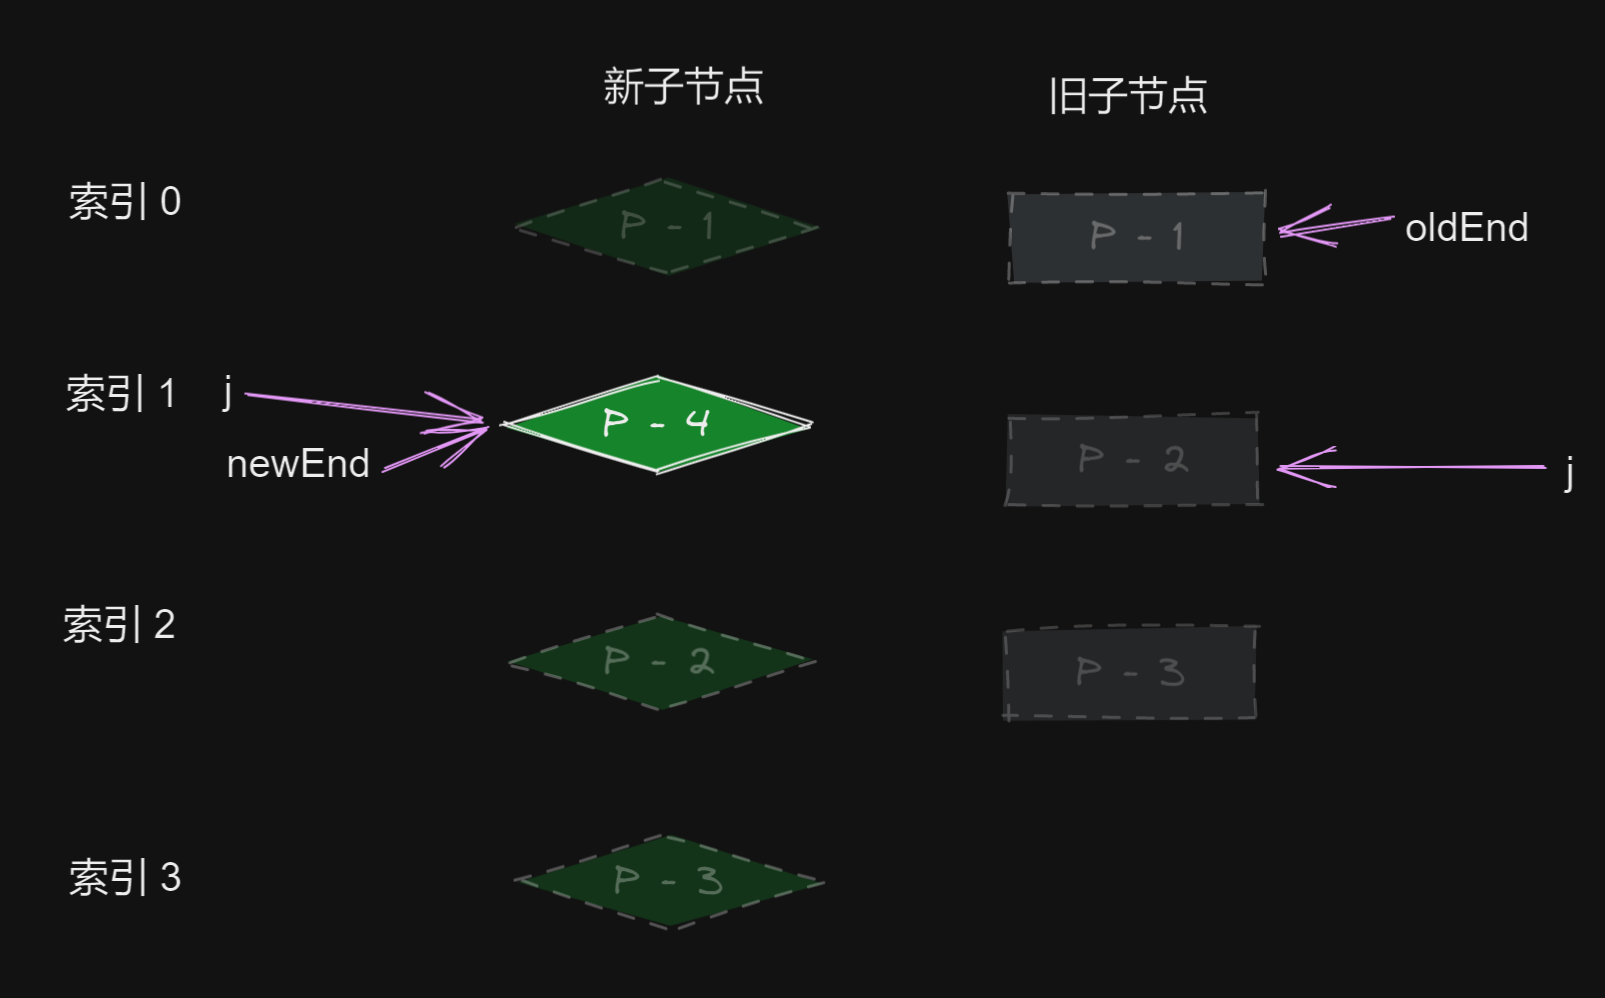 新子节点
旧子节点
索引 0
P - 1
P - 1
oldEnd
索引 1
j
P - 4
newEnd
P - 2
j
索引 2
P - 2
P - 3
索引 3
P - 3